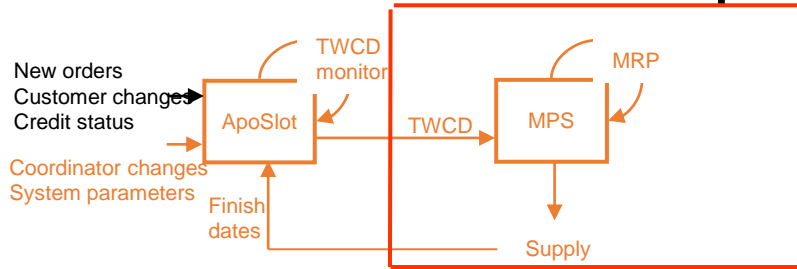 New orders
Customer changes
Credit status
Coordinator changes
System parameters
ApoSlot
TWCD
monitor
TWCD
MPS
MRP
Finish
dates
Supply